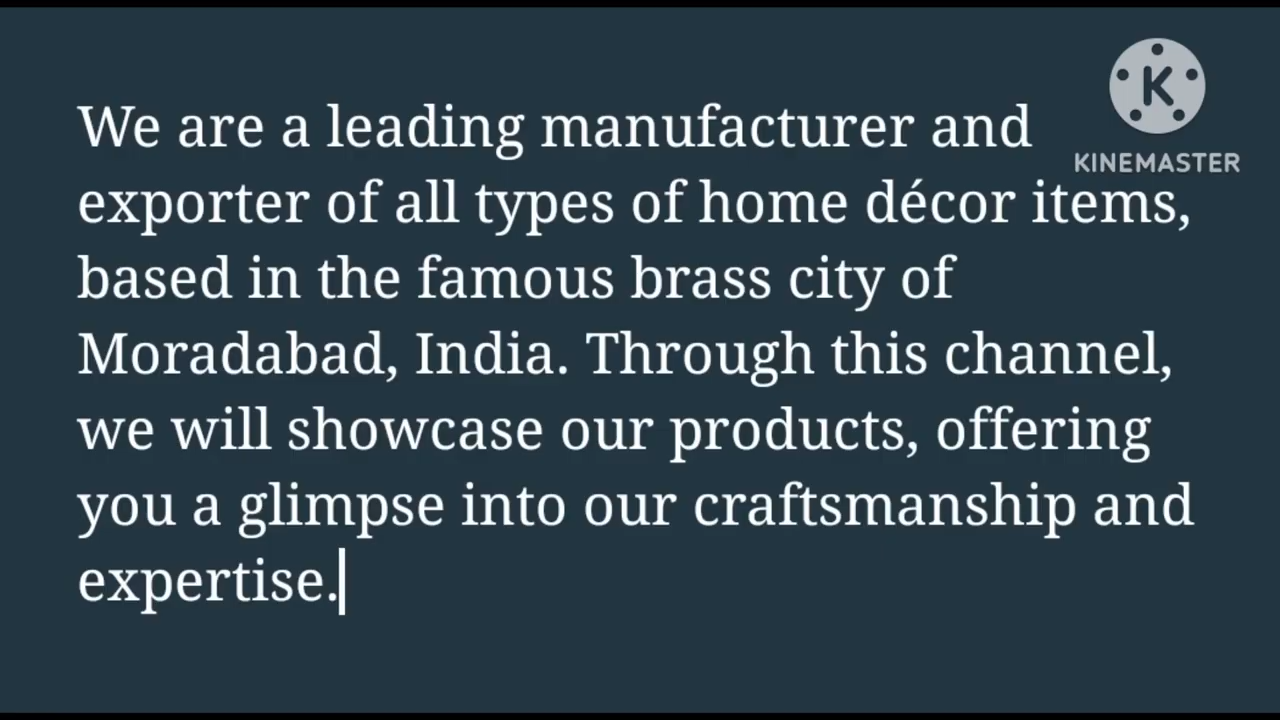 We are a leading manufacturer and
exporter of all types of home décor items,
based in the famous brass city of
Moradabad, India. Through this channel,
we will showcase our products, offering
you a glimpse into our craftsmanship and
expertise.
K
KINEMASTER